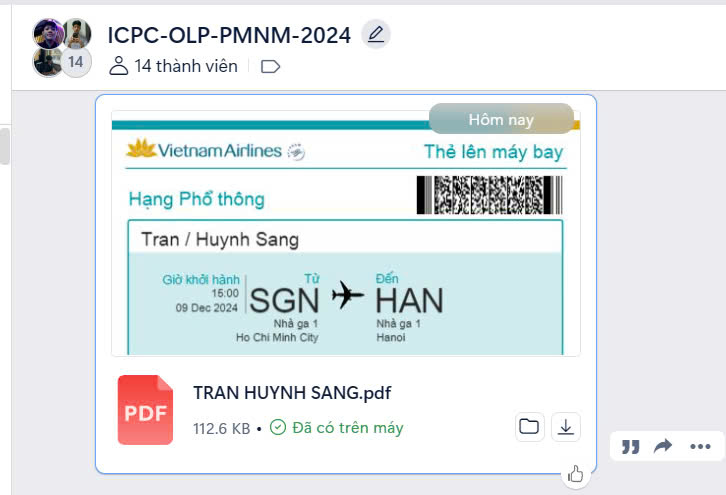 ICPC-OLP-PMNM-2024
14
14 thành viên
Hôm nay
Vietnam Airlines
Thẻ lên máy bay
Hạng Phổ thông
Tran / Huynh Sang
Giờ khởi hành
Từ
Đến
15:00
09 Dec 2024
SGN
HAN
Nhà ga 1
Nhà ga 1
Ho Chi Minh City
Hanoi
PDF
TRAN HUYNH SANG.pdf
112.6 KB • Đã có trên máy